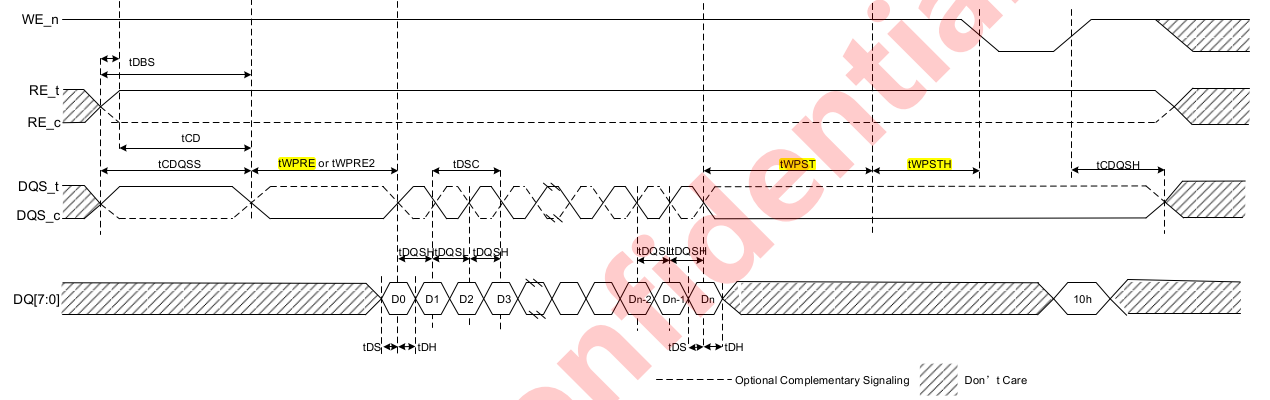 WE_n
tDBS
RE_t
RE_c
tCD
tCDQSS
tWPRE or tWPRE2
tDSC
tWPST
tWPSTH
tCDQSH
DQS_t
DQS_c
tDQSH tDQSL tDQSH
tDQSL tDQSH
DQ[7:0]
D0 D1 D2 D3 Dn-2 Dn-1 Dn
10h
tDS tDH
tDS tDH
Optional Complementary Signaling
Don't Care
onfidential